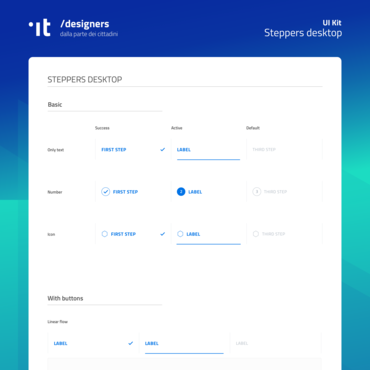 it /designers
dalla parte dei cittadini
UI Kit
Steppers desktop
STEPPERS DESKTOP
Basic
Success Active Default
Only text FIRST STEP LABEL THIRD STEP
Number FIRST STEP 2 LABEL 3 THIRD STEP
Icon FIRST STEP LABEL THIRD STEP
With buttons
Linear flow
LABEL LABEL LABEL